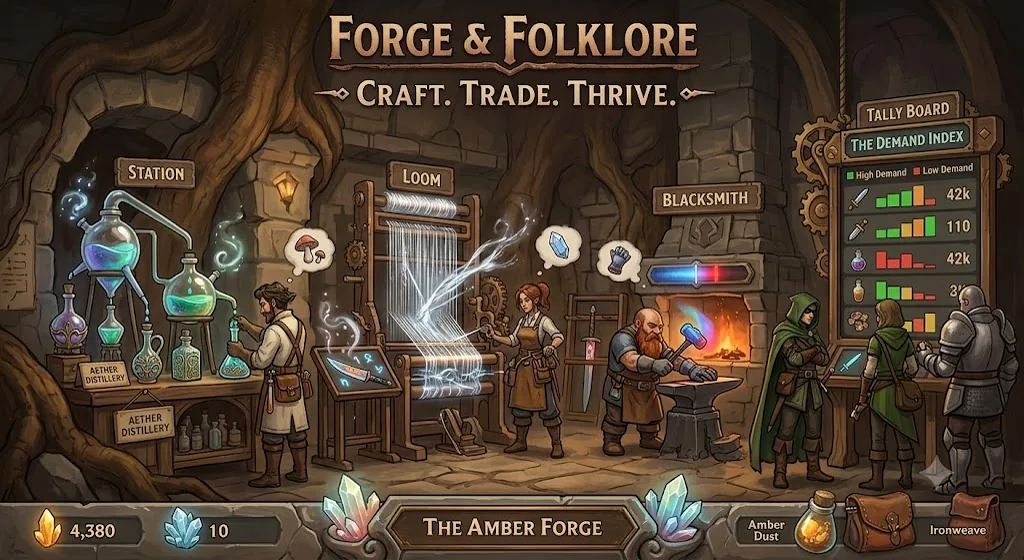 FORGE & FOLKLORE
CRAFT. TRADE. THRIVE.
TALLY BOARD
THE DEMAND INDEX
High Demand Low Demand
42k
110
42k
STATION
LOOM
BLACKSMITH
AETHER
DISTILLERY
AETHER
DISTILLERY
4,380
10
THE AMBER FORGE
Amber
Dust
Ironweave